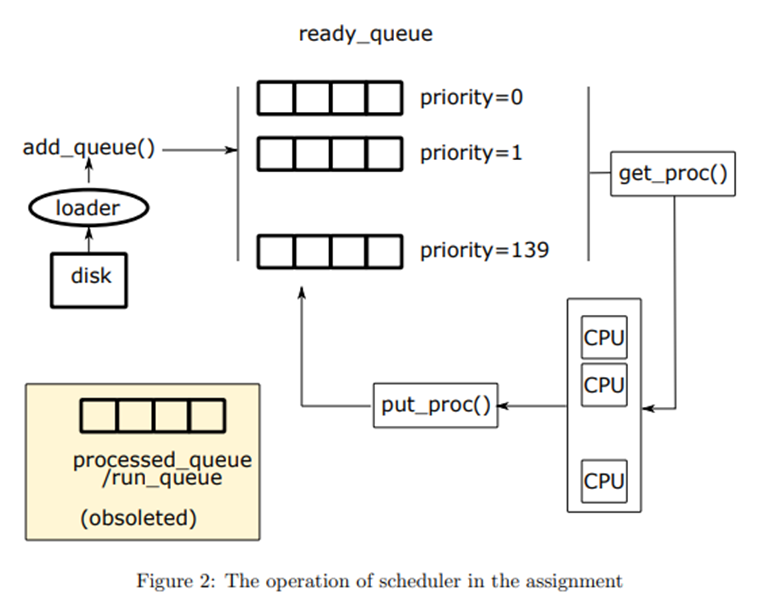 ready_queue
priority=0
add_queue()
priority=1
get_proc()
loader
priority=139
disk
CPU
CPU
put_proc()
processed_queue
/run_queue
CPU
(obsoleted)
Figure 2: The operation of scheduler in the assignment